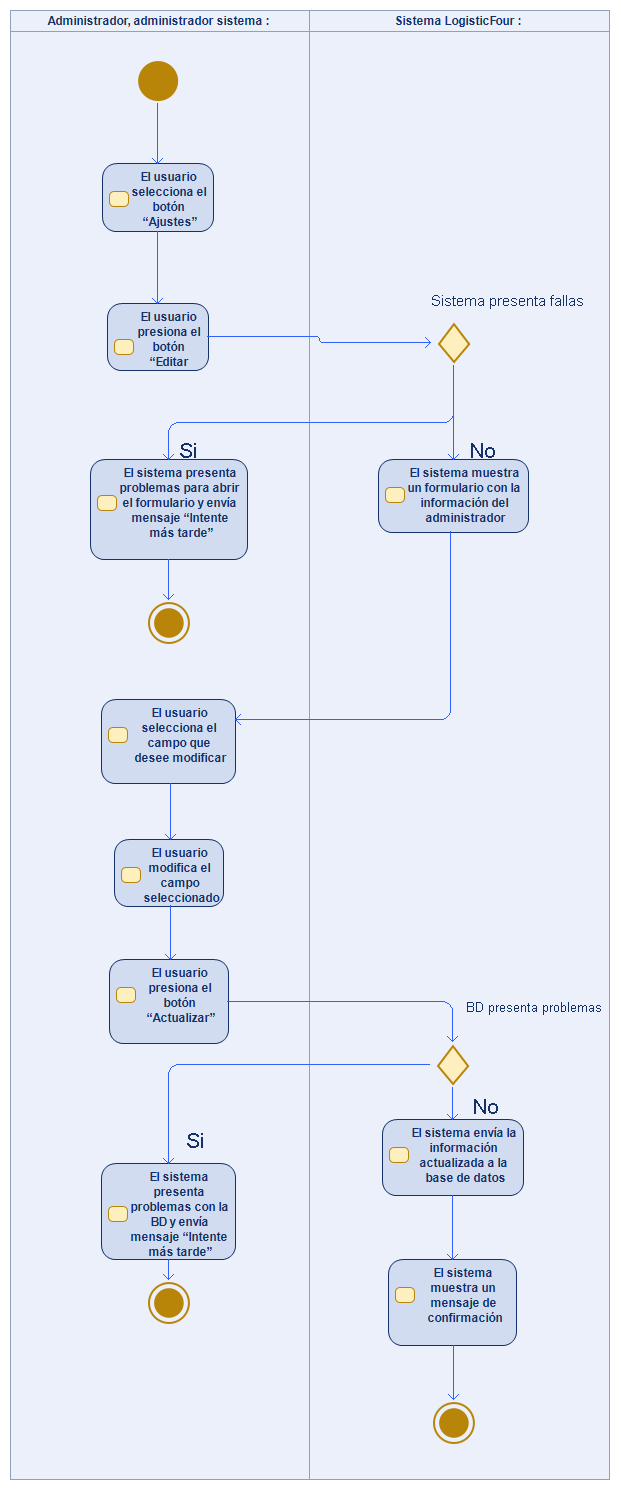 Administrador, administrador sistema :
Sistema LogisticFour :
El usuario
selecciona el
botón
“Ajustes”
El usuario
presiona el
botón
“Editar
Sistema presenta fallas
Si
No
El sistema presenta
problemas para abrir
el formulario y envía
mensaje “Intente
más tarde”
El sistema muestra
un formulario con la
información del
administrador
El usuario
selecciona el
campo que
desee modificar
El usuario
modifica el
campo
seleccionado
El usuario
presiona el
botón
“Actualizar”
BD presenta problemas
No
El sistema envía la
información
actualizada a la
base de datos
Si
El sistema
presenta
problemas con la
BD y envía
mensaje “Intente
más tarde”
El sistema
muestra un
mensaje de
confirmación